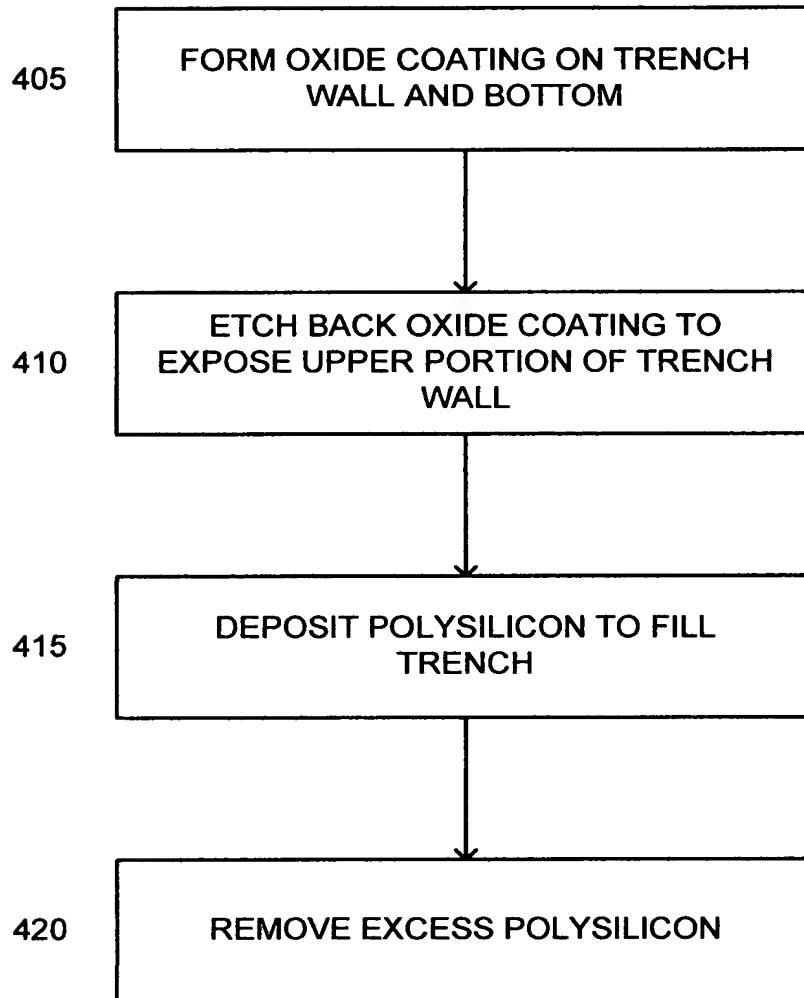 405
FORM OXIDE COATING ON TRENCH
WALL AND BOTTOM
410
ETCH BACK OXIDE COATING TO
EXPOSE UPPER PORTION OF TRENCH
WALL
415
DEPOSIT POLYSILICON TO FILL
TRENCH
420
REMOVE EXCESS POLYSILICON